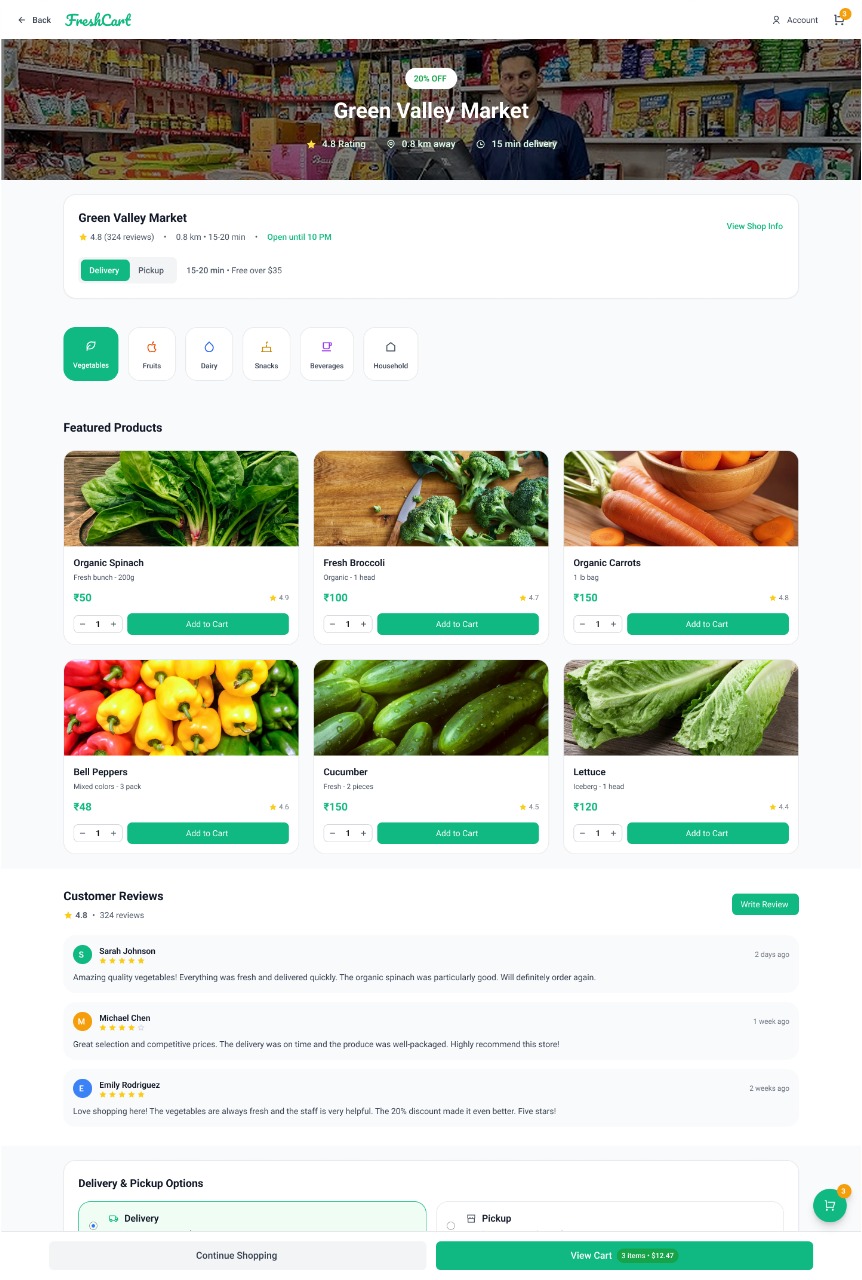 Back
FreshCart
Account
3
20% OFF
Green Valley Market
4.8 Rating
0.8 km away
15 min delivery
Green Valley Market
4.8 (324 reviews) • 0.8 km • 15-20 min • Open until 10 PM
View Shop Info
Delivery
Pickup
15-20 min • Free over $35
Vegetables
Fruits
Dairy
Snacks
Beverages
Household
Featured Products
Organic Spinach
Fresh bunch - 200g
₹50
4.9
− 1 +
Add to Cart
Fresh Broccoli
Organic - 1 head
₹100
4.7
− 1 +
Add to Cart
Organic Carrots
1 lb bag
₹150
4.8
− 1 +
Add to Cart
Bell Peppers
Mixed colors - 3 pack
₹48
4.6
− 1 +
Add to Cart
Cucumber
Fresh - 2 pieces
₹150
4.5
− 1 +
Add to Cart
Lettuce
Iceberg - 1 head
₹120
4.4
− 1 +
Add to Cart
Customer Reviews
4.8 • 324 reviews
Write Review
S
Sarah Johnson
2 days ago
Amazing quality vegetables! Everything was fresh and delivered quickly. The organic spinach was particularly good. Will definitely order again.
M
Michael Chen
1 week ago
Great selection and competitive prices. The delivery was on time and the produce was well-packaged. Highly recommend this store!
E
Emily Rodriguez
2 weeks ago
Love shopping here! The vegetables are always fresh and the staff is very helpful. The 20% discount made it even better. Five stars!
Delivery & Pickup Options
Delivery
Pickup
3
Continue Shopping
View Cart
3 items • $12.47